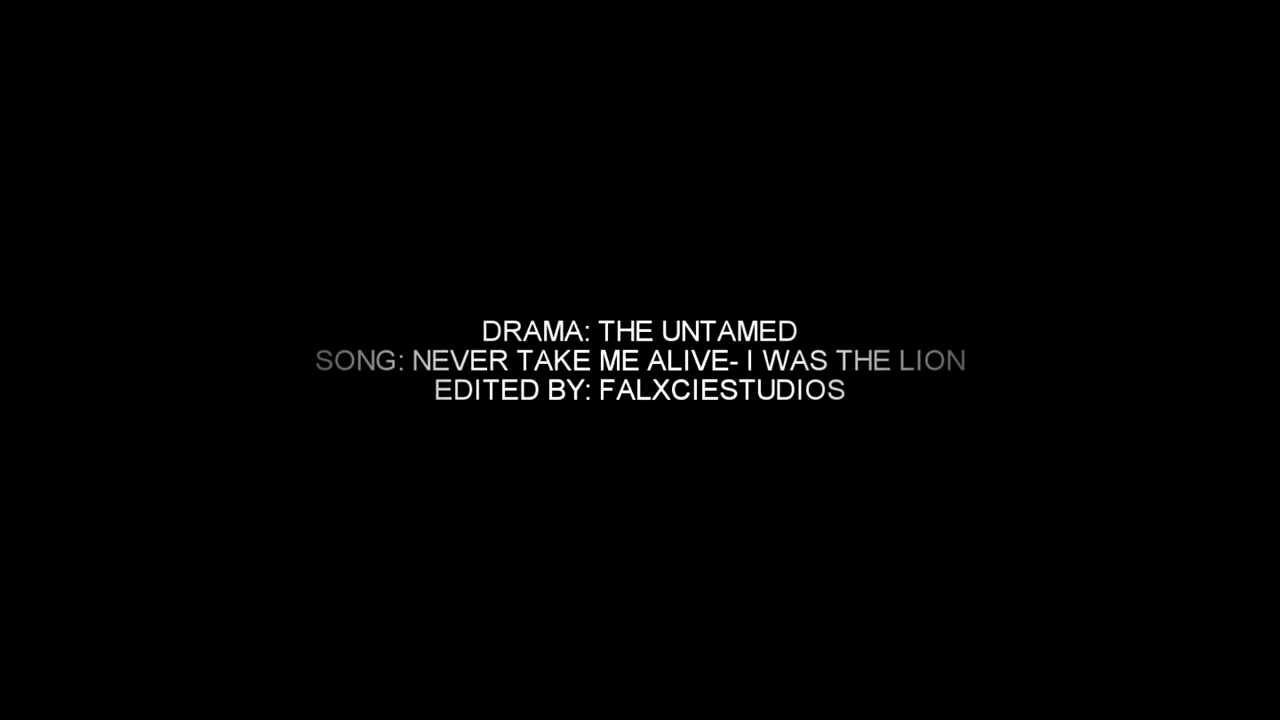 DRAMA: THE UNTAMED
SONG: NEVER TAKE ME ALIVE- I WAS THE LION
EDITED BY: FALXCIESTUDIOS